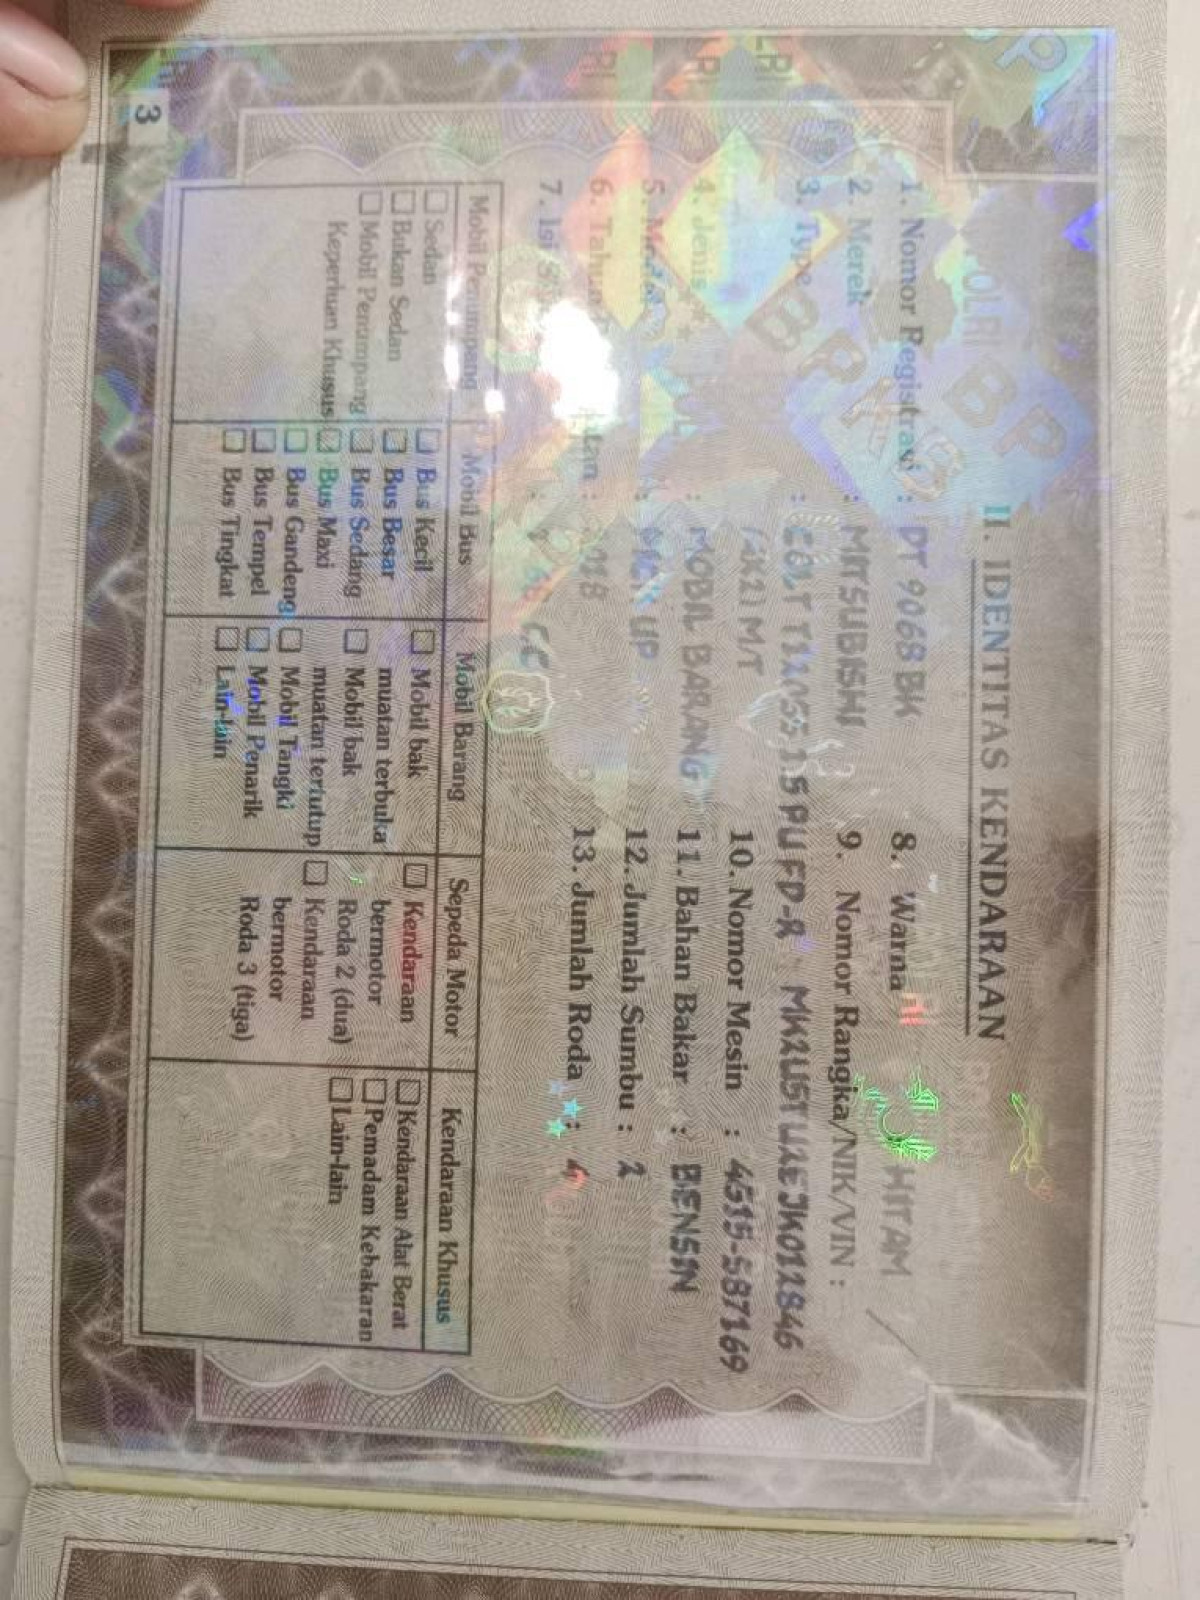 II. IDENTITAS KENDARAAN
1. Nomor Registrasi : DT 9068 BK
2. Merek : MITSUBISHI
3. Type : COLT T120SS 1.5 PU FD-R
(4X2) M/T
4. Jenis : MOBIL BARANG
5. Model : PICK UP
6. Tahun : 2018
7. Isi : CC
8. Warna : HITAM
9. Nomor Rangka/NIK/VIN :
MK2U5TU2EJK012846
10. Nomor Mesin : 4G15-S87169
11. Bahan Bakar : BENSIN
12. Jumlah Sumbu : 2
13. Jumlah Roda : 4
Mobil Penumpang
Sedan
Bukan Sedan
Mobil Penumpang
Keperluan Khusus
Mobil Bus
Bus Kecil
Bus Besar
Bus Sedang
Bus Maxi
Bus Gandeng
Bus Tempel
Bus Tingkat
Mobil Barang
Mobil bak
muatan terbuka
Mobil bak
muatan tertutup
Mobil Tangki
Mobil Penarik
Lain-lain
Sepeda Motor
Kendaraan
bermotor
Roda 2 (dua)
Kendaraan
bermotor
Roda 3 (tiga)
Kendaraan Khusus
Kendaraan Alat Berat
Pemadam Kebakaran
Lain-lain
3